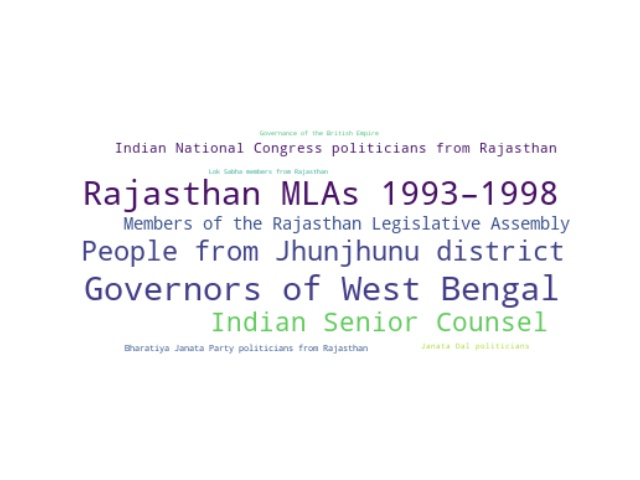 Governance of the British Empire
Indian National Congress politicians from Rajasthan
Lok Sabha members from Rajasthan
Rajasthan MLAs 1993–1998
Members of the Rajasthan Legislative Assembly
People from Jhunjhunu district
Governors of West Bengal
Indian Senior Counsel
Bharatiya Janata Party politicians from Rajasthan
Janata Dal politicians